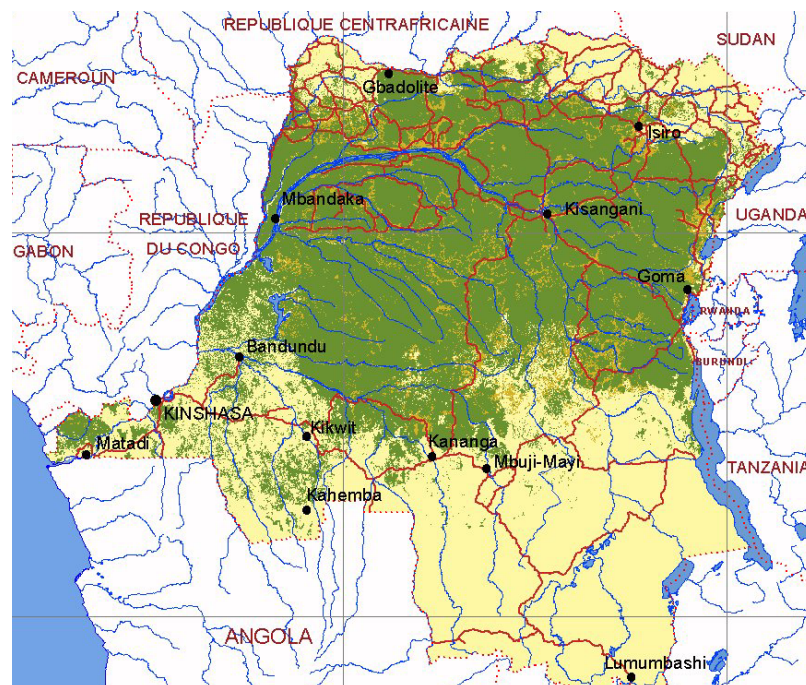 REPUBLIQUE CENTRAFRICAINE
SUDAN
CAMEROUN
Gbadolite
Isiro
Mbandaka
Kisangani
REPUBLIQUE
DU CONGO
UGANDA
GABON
Goma
RWANDA
Bandundu
BURUNDI
KINSHASA
Kikwit
Matadi
Kananga
Mbuji-Mayi
TANZANIA
Kahemba
ANGOLA
Lumumbashi